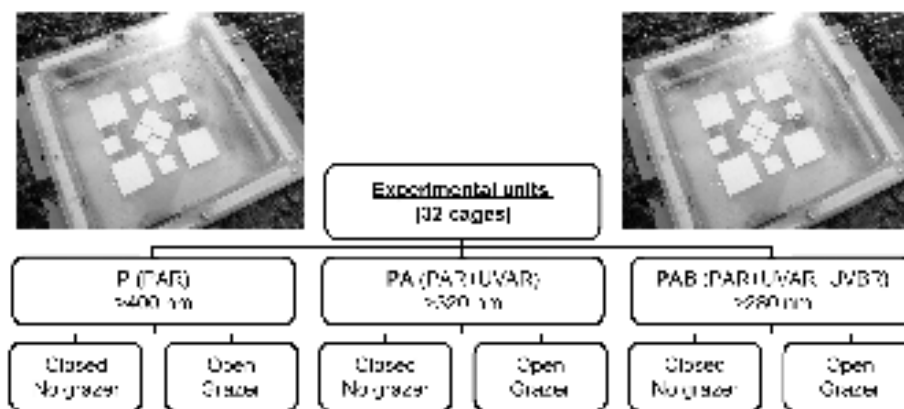 Experimental units
(32 cages)
P (PAR)
>400 nm
PA (PAR+UVAR)
>320 nm
PAB (PAR+UVAR+UVBR)
>280 nm
Closed
No grazer
Open
Grazer
Closed
No grazer
Open
Grazer
Closed
No grazer
Open
Grazer